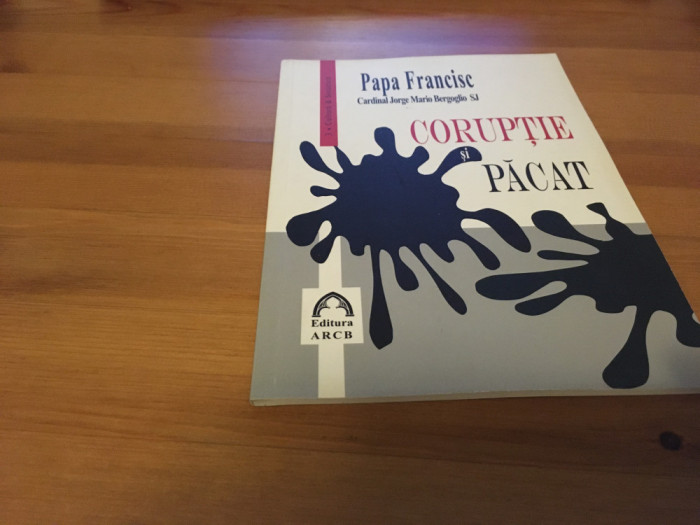 Papa Francisc
Cardinal Jorge Mario Bergoglio SJ
CORUPȚIE
și
PĂCAT
Editura
ARCB